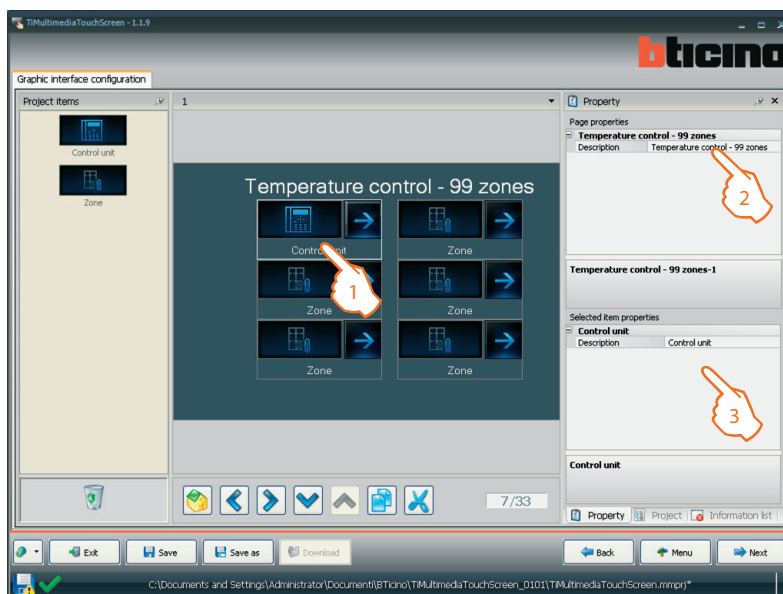 TiMultimediaTouchScreen - 1.1.9
bticino
Graphic interface configuration
Project items
Control unit
Zone
1
Temperature control - 99 zones
Control unit
Zone
Zone
Zone
Zone
Zone
1
7/33
Property
Page properties
Temperature control - 99 zones
Description Temperature control - 99 zones
2
Temperature control - 99 zones-1
Selected item properties
Control unit
Description Control unit
3
Control unit
Property Project Information list
Exit Save Save as Download Back Menu Next
C:\Documents and Settings\Administrator\Documenti\BTicino\TiMultimediaTouchScreen_0101\TiMultimediaTouchScreen.mmprj*